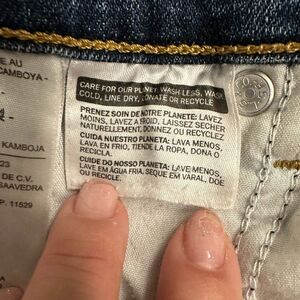 E AU
CAMBOYA -
KAMBOJA
23
DE C.V.
SAAVEDRA
P. 11529
CARE FOR OUR PLANET: WASH LESS, WASH
COLD, LINE DRY, DONATE OR RECYCLE
PRENEZ SOIN DE NOTRE PLANETE: LAVEZ
MOINS, LAVEZ A FROID, LAISSEZ SECHER
NATURELLEMENT, DONNEZ OU RECYCLEZ.
CUIDA NUESTRO PLANETA: LAVA MENOS,
LAVA EN FRIO, TIENDE LA ROPA, DONA O
RECICLA.
CUIDE DO NOSSO PLANETA: LAVE MENOS,
LAVE EM ÁGUA FRIA, SEQUE EM VARAL, DOE
OU RECICLE.